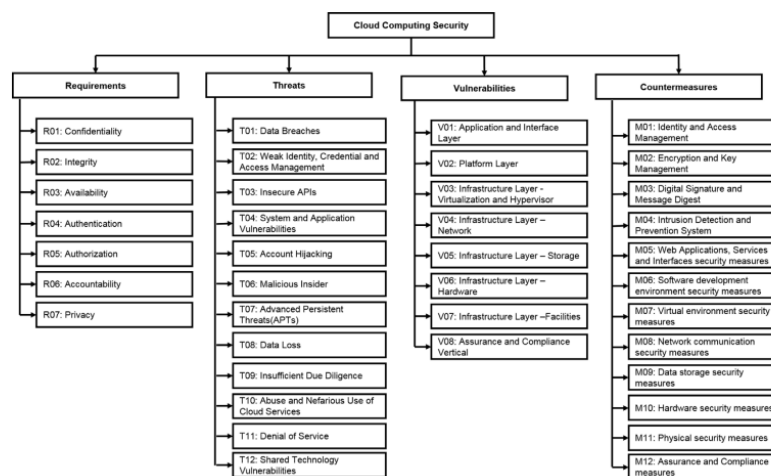 Cloud Computing Security
Requirements
R01: Confidentiality
R02: Integrity
R03: Availability
R04: Authentication
R05: Authorization
R06: Accountability
R07: Privacy
Threats
T01: Data Breaches
T02: Weak Identity, Credential and
Access Management
T03: Insecure APIs
T04: System and Application
Vulnerabilities
T05: Account Hijacking
T06: Malicious Insider
T07: Advanced Persistent
Threats(APTs)
T08: Data Loss
T09: Insufficient Due Diligence
T10: Abuse and Nefarious Use of
Cloud Services
T11: Denial of Service
T12: Shared Technology
Vulnerabilities
Vulnerabilities
V01: Application and Interface
Layer
V02: Platform Layer
V03: Infrastructure Layer -
Virtualization and Hypervisor
V04: Infrastructure Layer –
Network
V05: Infrastructure Layer – Storage
V06: Infrastructure Layer –
Hardware
V07: Infrastructure Layer –Facilities
V08: Assurance and Compliance
Vertical
Countermeasures
M01: Identity and Access
Management
M02: Encryption and Key
Management
M03: Digital Signature and
Message Digest
M04: Intrusion Detection and
Prevention System
M05: Web Applications, Services
and Interfaces security measures
M06: Software development
environment security measures
M07: Virtual environment security
measures
M08: Network communication
security measures
M09: Data storage security
measures
M10: Hardware security measures
M11: Physical security measures
M12: Assurance and Compliance
measures